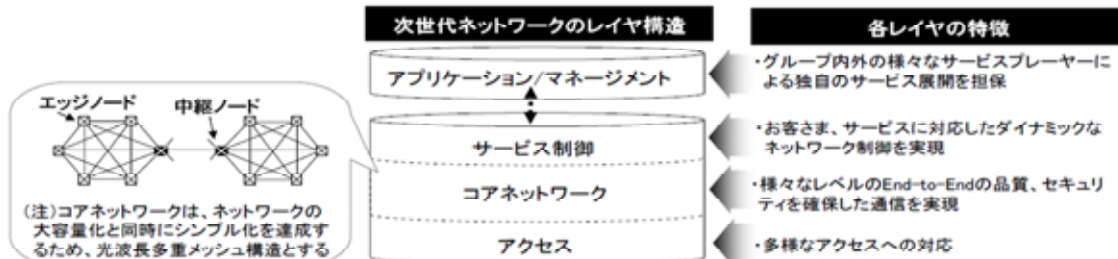 次世代ネットワークのレイヤ構造
各レイヤの特徴
アプリケーション/マネージメント
・グループ内外の様々なサービスプレーヤーに
よる独自のサービス展開を担保
エッジノード
中継ノード
サービス制御
・お客さま、サービスに対応したダイナミックな
ネットワーク制御を実現
コアネットワーク
・様々なレベルのEnd-to-Endの品質、セキュリ
ティを確保した通信を実現
(注)コアネットワークは、ネットワークの
大容量化と同時にシンプル化を達成す
るため、光波長多重メッシュ構造とする
アクセス
・多様なアクセスへの対応